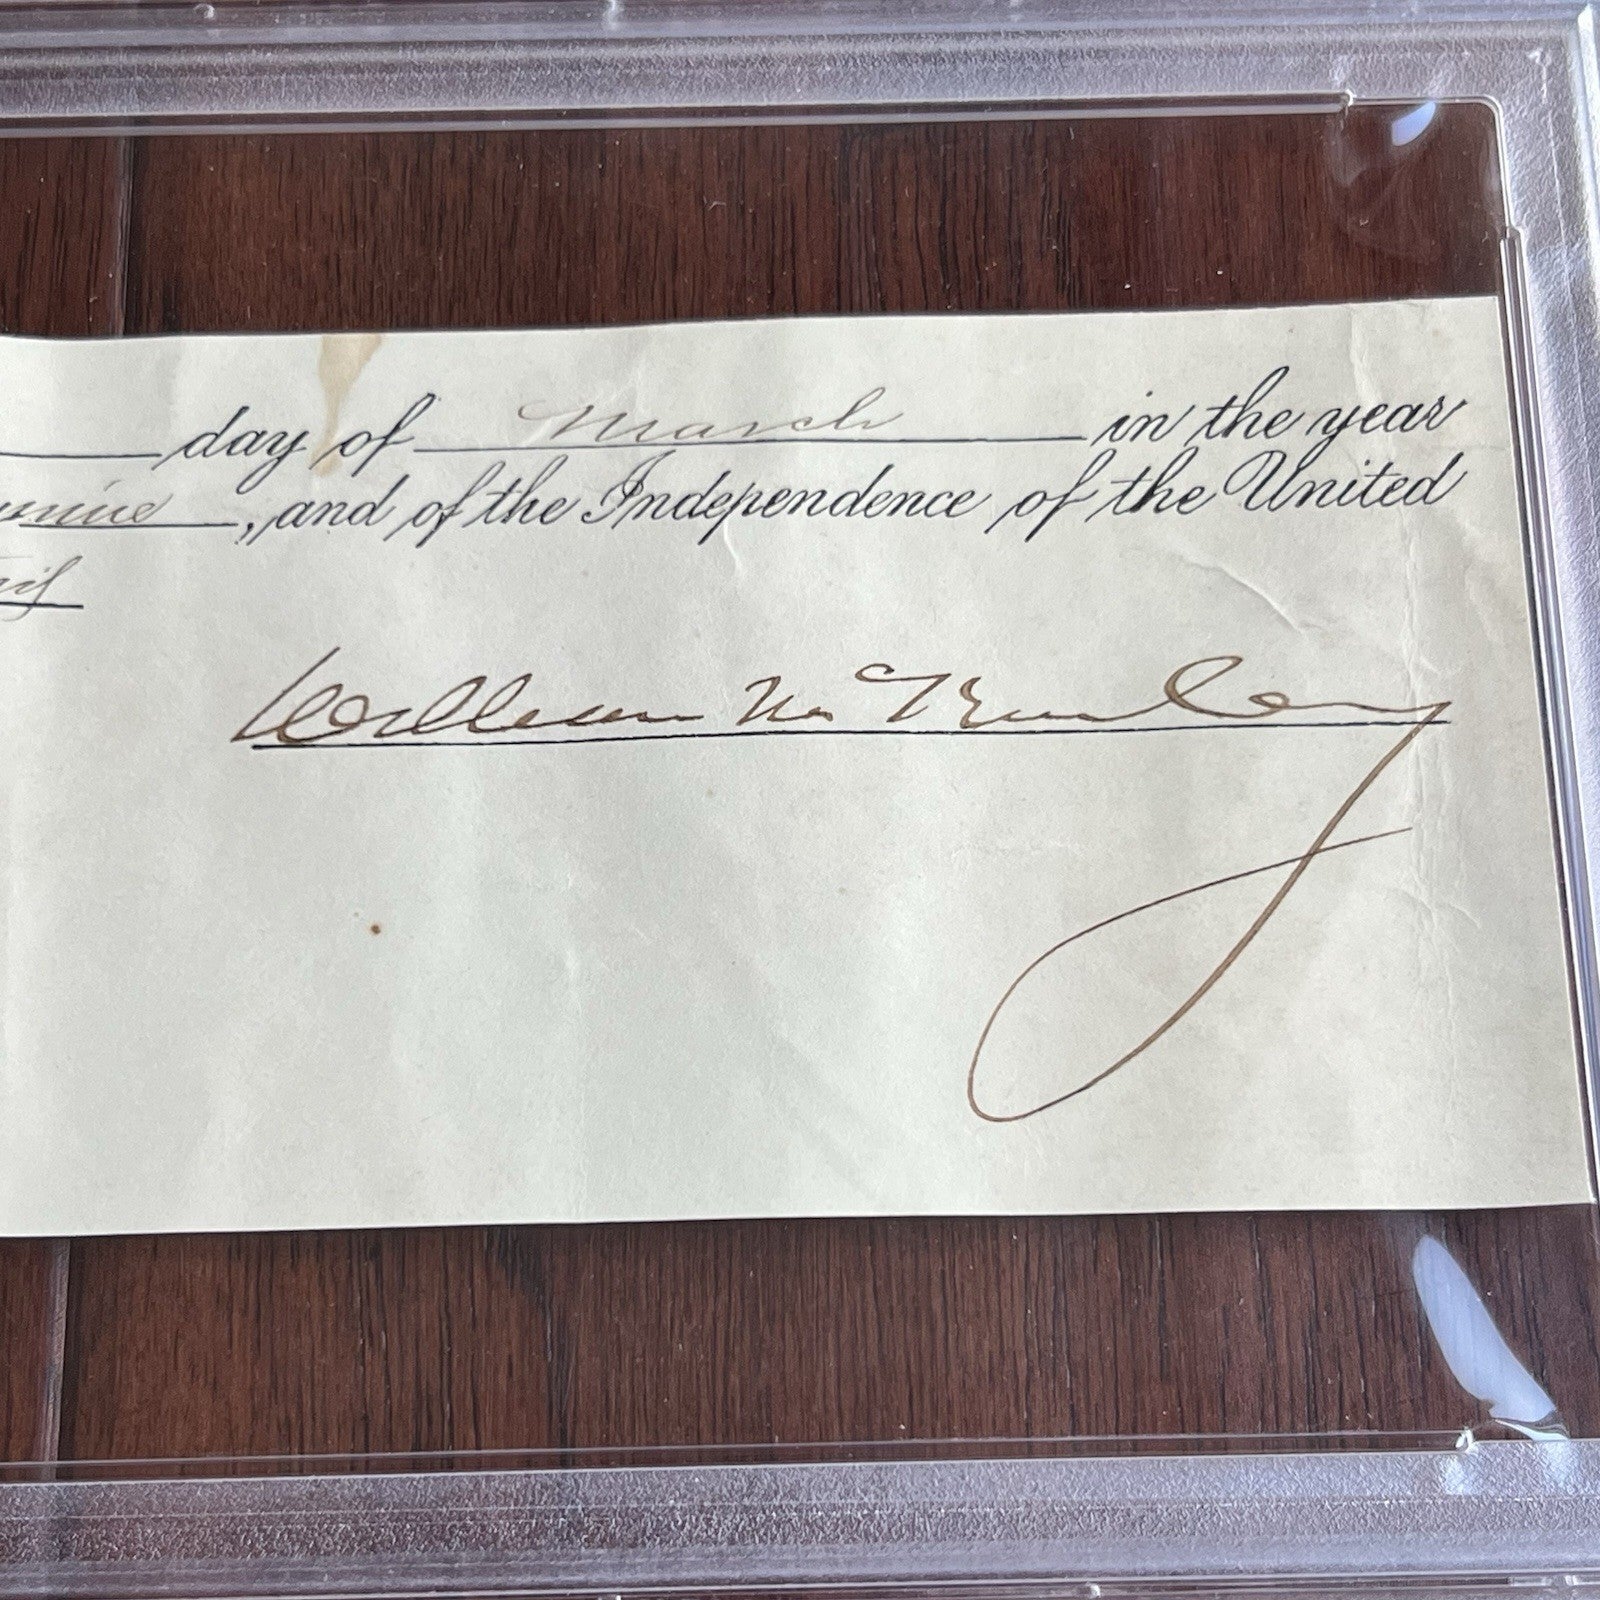 day of March in the year
, and of the Independence of the United
William McKinley